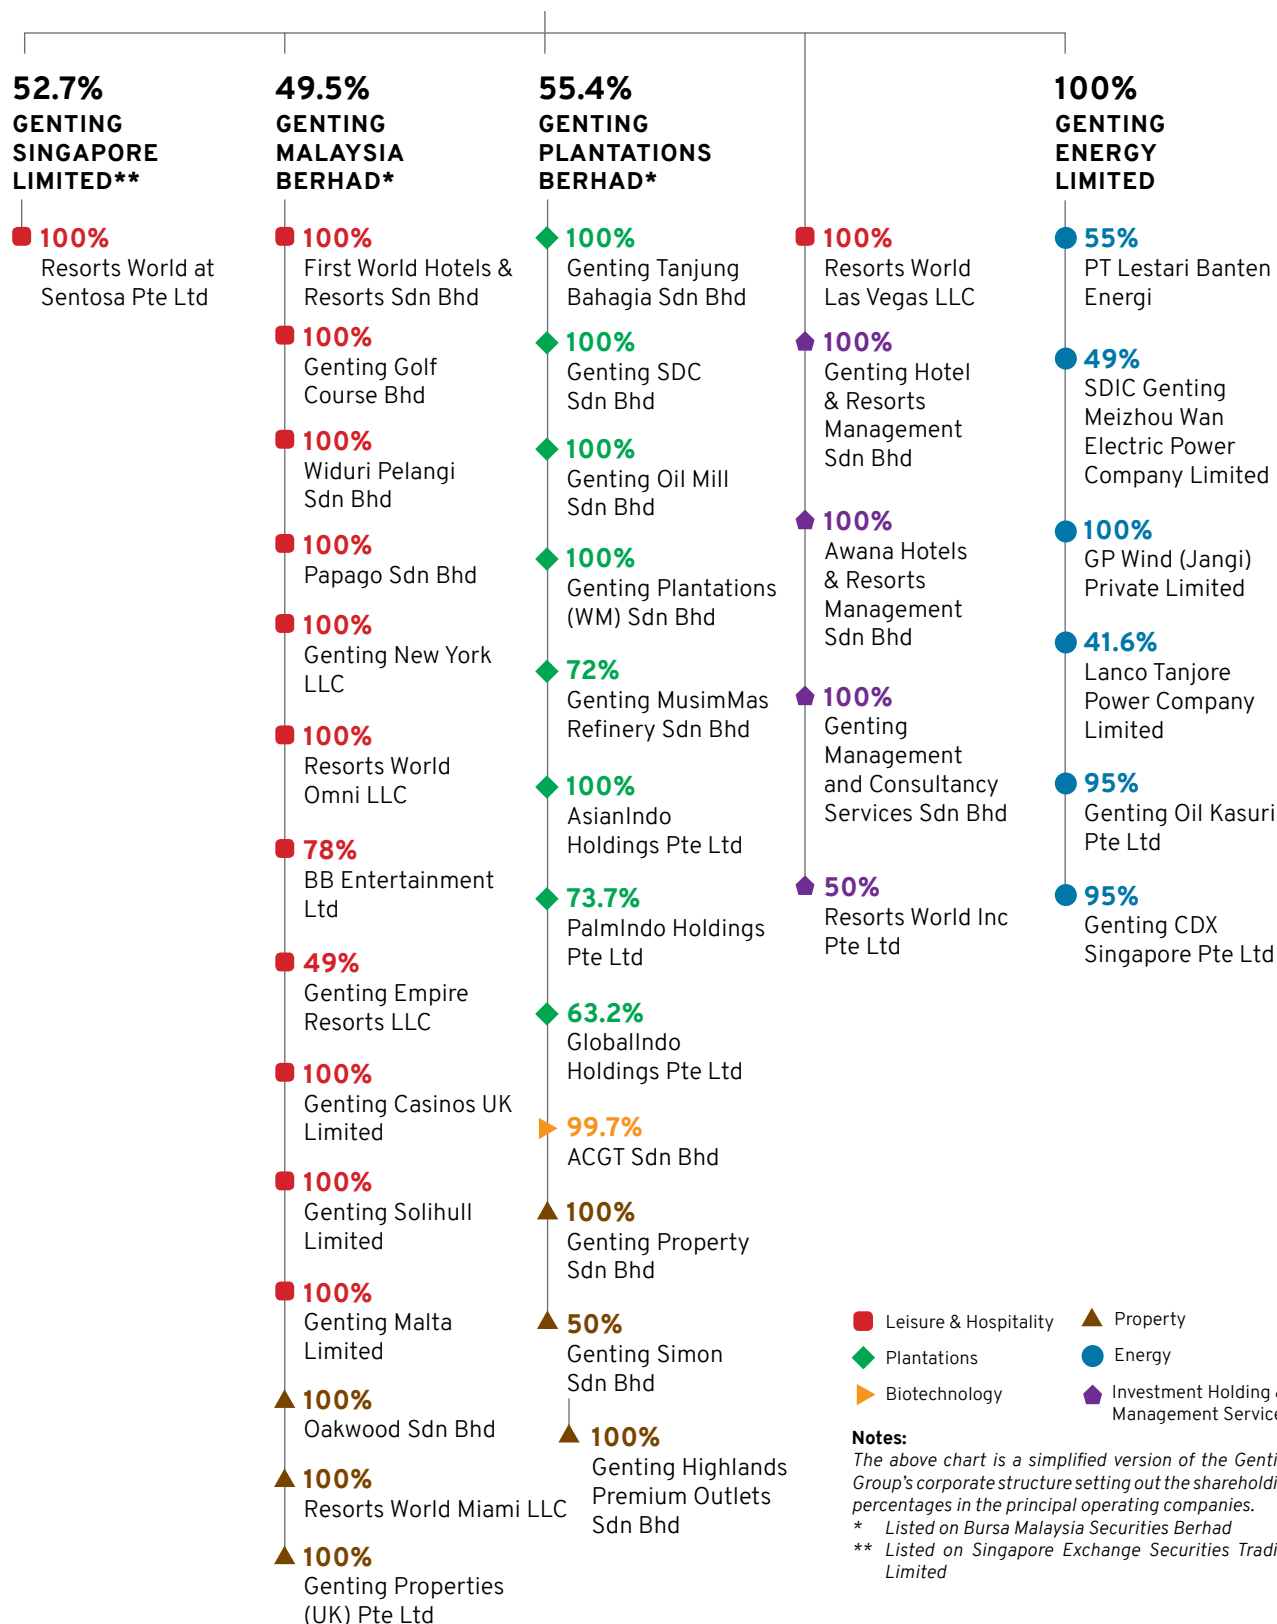 52.7%
GENTING
SINGAPORE
LIMITED**
100%
Resorts World at
Sentosa Pte Ltd
49.5%
GENTING
MALAYSIA
BERHAD*
100%
First World Hotels &
Resorts Sdn Bhd
100%
Genting Golf
Course Bhd
100%
Widuri Pelangi
Sdn Bhd
100%
Papago Sdn Bhd
100%
Genting New York
LLC
100%
Resorts World
Omni LLC
78%
BB Entertainment
Ltd
49%
Genting Empire
Resorts LLC
100%
Genting Casinos UK
Limited
100%
Genting Solihull
Limited
100%
Genting Malta
Limited
100%
Oakwood Sdn Bhd
100%
Resorts World Miami LLC
100%
Genting Properties
(UK) Pte Ltd
55.4%
GENTING
PLANTATIONS
BERHAD*
100%
Genting Tanjung
Bahagia Sdn Bhd
100%
Genting SDC
Sdn Bhd
100%
Genting Oil Mill
Sdn Bhd
100%
Genting Plantations
(WM) Sdn Bhd
72%
Genting MusimMas
Refinery Sdn Bhd
100%
AsianIndo
Holdings Pte Ltd
73.7%
PalmIndo Holdings
Pte Ltd
63.2%
GlobalIndo
Holdings Pte Ltd
99.7%
ACGT Sdn Bhd
100%
Genting Property
Sdn Bhd
50%
Genting Simon
Sdn Bhd
100%
Genting Highlands
Premium Outlets
Sdn Bhd
100%
Resorts World
Las Vegas LLC
100%
Genting Hotel
& Resorts
Management
Sdn Bhd
100%
Awana Hotels
& Resorts
Management
Sdn Bhd
100%
Genting
Management
and Consultancy
Services Sdn Bhd
50%
Resorts World Inc
Pte Ltd
100%
GENTING
ENERGY
LIMITED
55%
PT Lestari Banten
Energi
49%
SDIC Genting
Meizhou Wan
Electric Power
Company Limited
100%
GP Wind (Jangi)
Private Limited
41.6%
Lanco Tanjore
Power Company
Limited
95%
Genting Oil Kasuri
Pte Ltd
95%
Genting CDX
Singapore Pte Ltd
Leisure & Hospitality
Plantations
Biotechnology
Property
Energy
Investment Holding
Management
Notes:
The above chart is a simplified version of the
Group's corporate structure setting out the
percentages in the principal operating companies.
* Listed on Bursa Malaysia Securities Berhad
** Listed on Singapore Exchange Securities
Limited